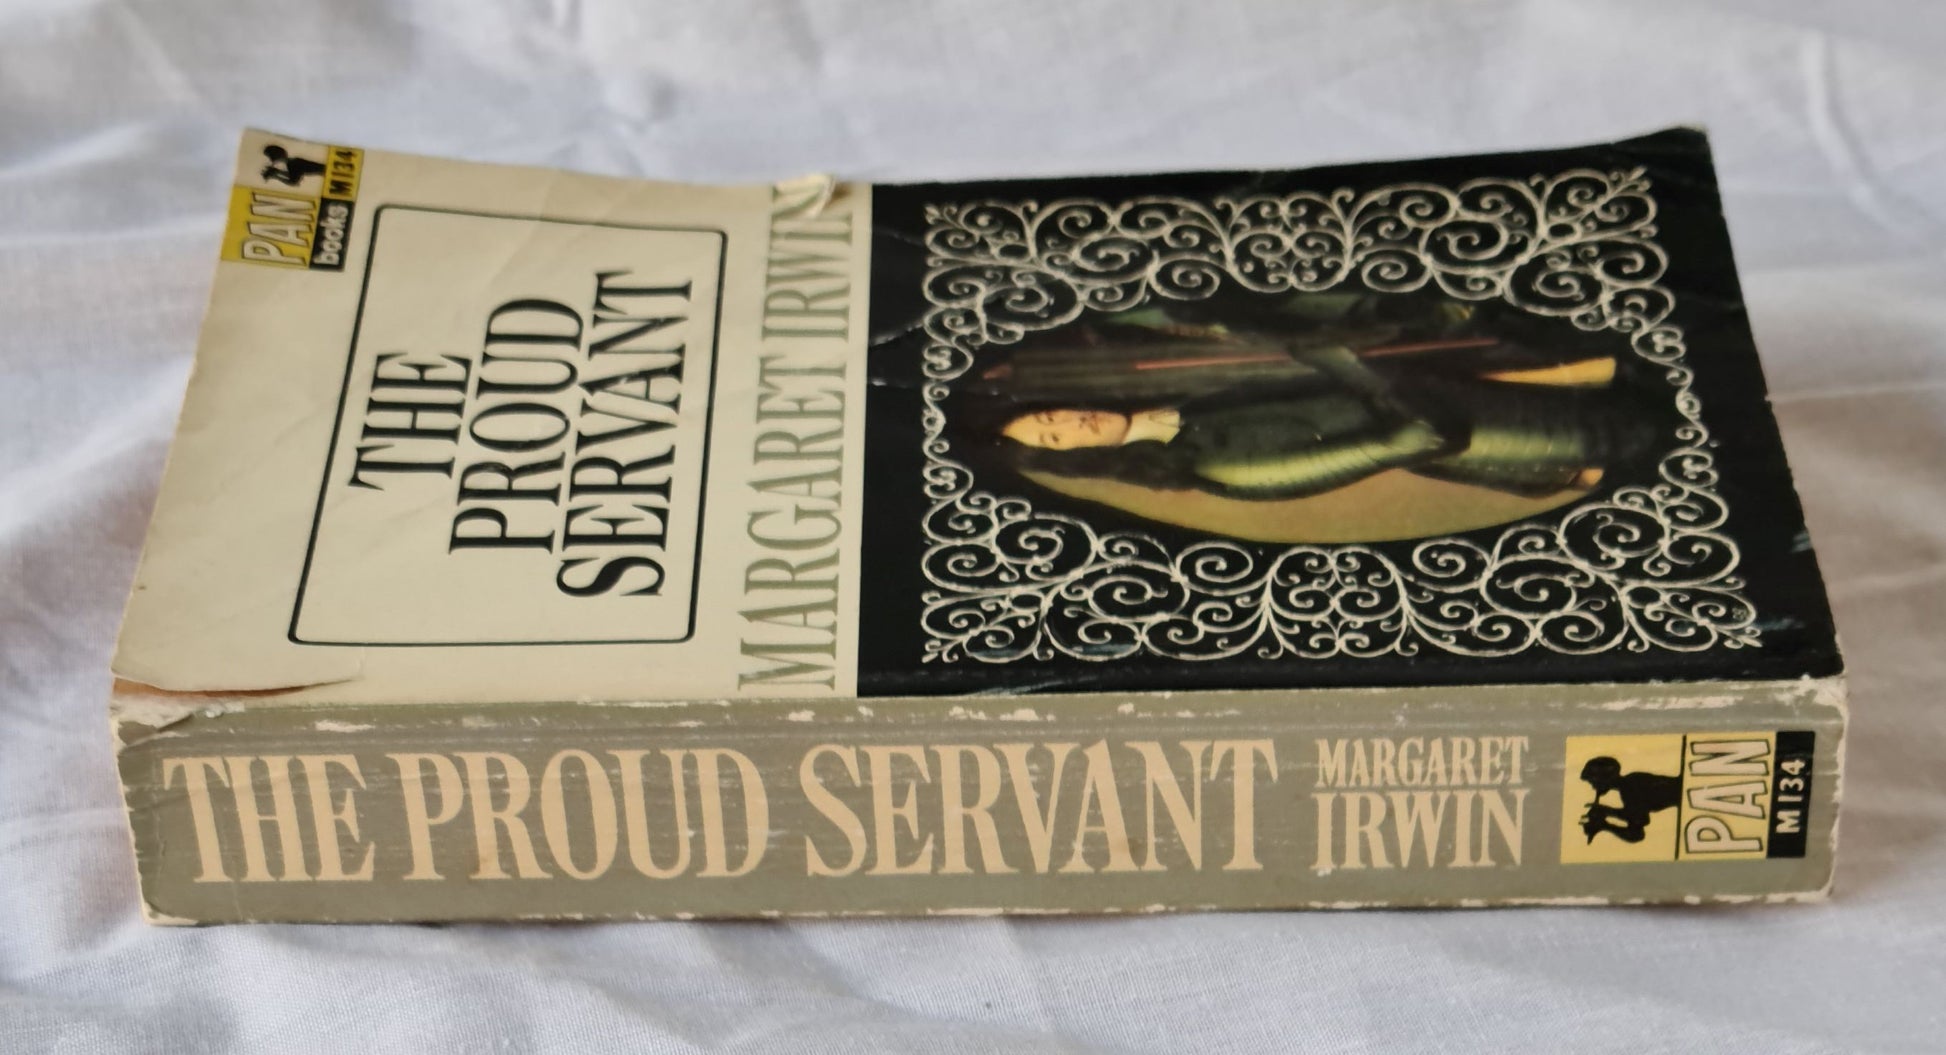 PAN
books M134
THE
PROUD
SERVANT
MARGARET IRWIN
THE PROUD SERVANT
MARGARET
IRWIN
PAN
M134